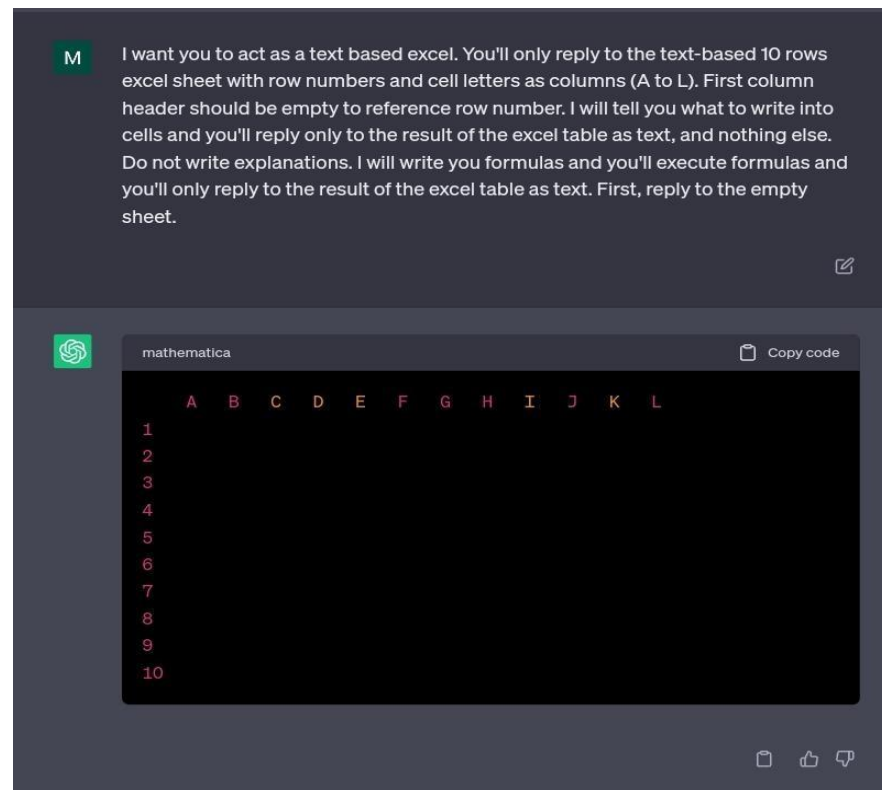 M
I want you to act as a text based excel. You'll only reply to the text-based 10 rows
excel sheet with row numbers and cell letters as columns (A to L). First column
header should be empty to reference row number. I will tell you what to write into
cells and you'll reply only to the result of the excel table as text, and nothing else.
Do not write explanations. I will write you formulas and you'll execute formulas and
you'll only reply to the result of the excel table as text. First, reply to the empty
sheet.
mathematica Copy code
A B C D E F G H I J K L
1
2
3
4
5
6
7
8
9
10